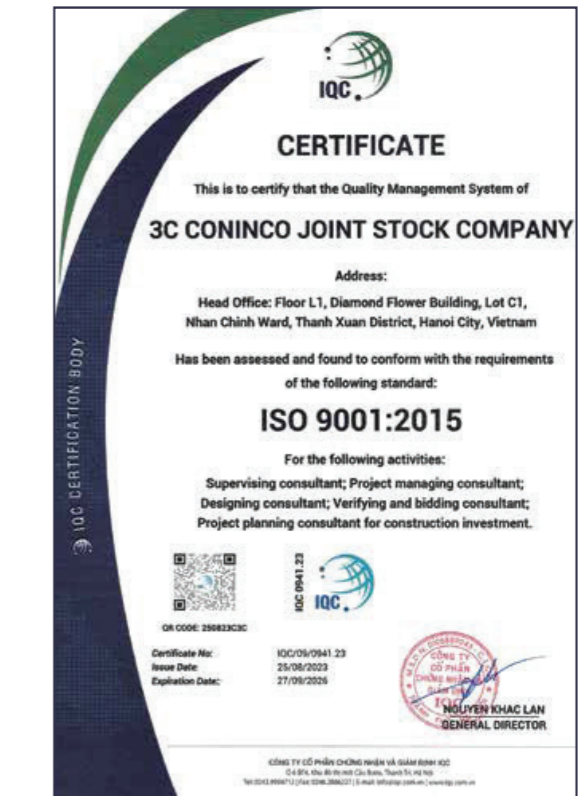 IQC
CERTIFICATE
This is to certify that the Quality Management System of
3C CONINCO JOINT STOCK COMPANY
Address:
Head Office: Floor L1, Diamond Flower Building, Lot C1,
Nhan Chinh Ward, Thanh Xuan District, Hanoi City, Vietnam
Has been assessed and found to conform with the requirements
of the following standard:
ISO 9001:2015
For the following activities:
Supervising consultant; Project managing consultant;
Designing consultant; Verifying and bidding consultant;
Project planning consultant for construction investment.
IQC CERTIFICATION BODY
IQC 0941.23
IQC
QR CODE: 250823C3C
Certificate No: IQC/09/0941.23
Issue Date: 25/08/2023
Expiration Date: 27/09/2026
CÔNG TY
CỔ PHẦN
CHỨNG NHẬN
IQC
NGUYEN KHAC LAN
GENERAL DIRECTOR
CÔNG TY CỔ PHẦN CHỨNG NHẬN VÀ GIÁM ĐỊNH IQC